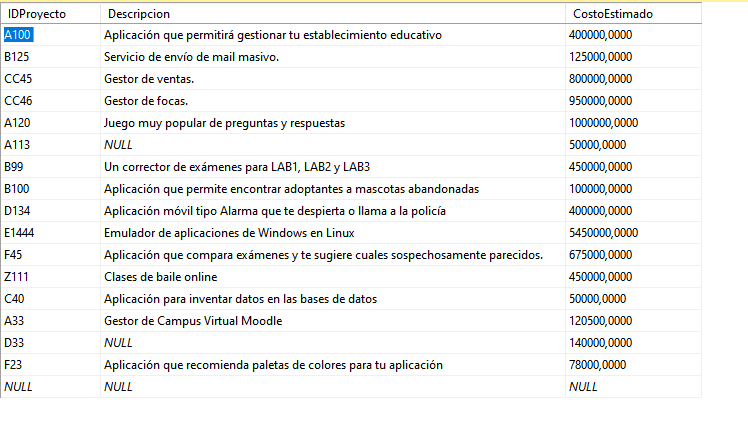 IDProyecto Descripcion CostoEstimado
A100 Aplicación que permitirá gestionar tu establecimiento educativo 400000,0000
B125 Servicio de envío de mail masivo. 125000,0000
CC45 Gestor de ventas. 800000,0000
CC46 Gestor de focas. 950000,0000
A120 Juego muy popular de preguntas y respuestas 1000000,0000
A113 NULL 50000,0000
B99 Un corrector de exámenes para LAB1, LAB2 y LAB3 450000,0000
B100 Aplicación que permite encontrar adoptantes a mascotas abandonadas 100000,0000
D134 Aplicación móvil tipo Alarma que te despierta o llama a la policía 400000,0000
E1444 Emulador de aplicaciones de Windows en Linux 5450000,0000
F45 Aplicación que compara exámenes y te sugiere cuales sospechosamente parecidos. 675000,0000
Z111 Clases de baile online 450000,0000
C40 Aplicación para inventar datos en las bases de datos 50000,0000
A33 Gestor de Campus Virtual Moodle 120500,0000
D33 NULL 140000,0000
F23 Aplicación que recomienda paletas de colores para tu aplicación 78000,0000
NULL NULL NULL